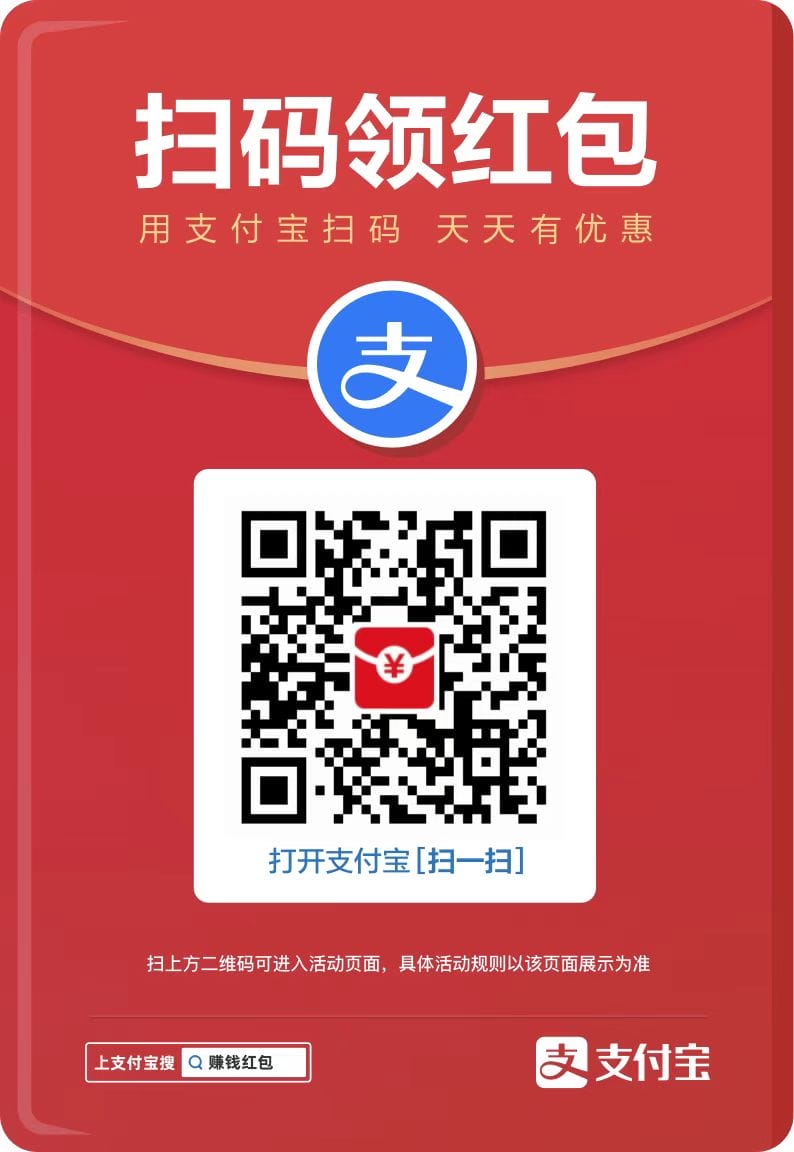 扫码领红包
用支付宝扫码 天天有优惠
支
¥
打开支付宝[扫一扫]
扫上方二维码可进入活动页面，具体活动规则以该页面展示为准
上支付宝搜 赚钱红包
支 支付宝